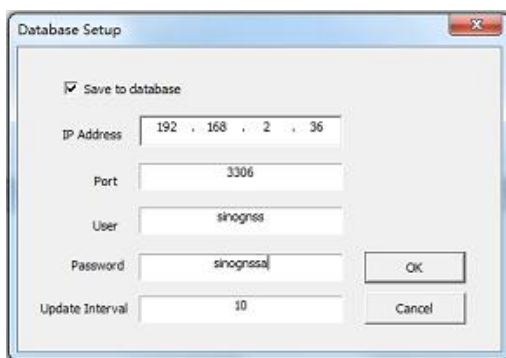 Database Setup
Save to database
IP Address 192 . 168 . 2 . 36
Port 3306
User sinognss
Password sinognssa
OK
Update Interval 10
Cancel